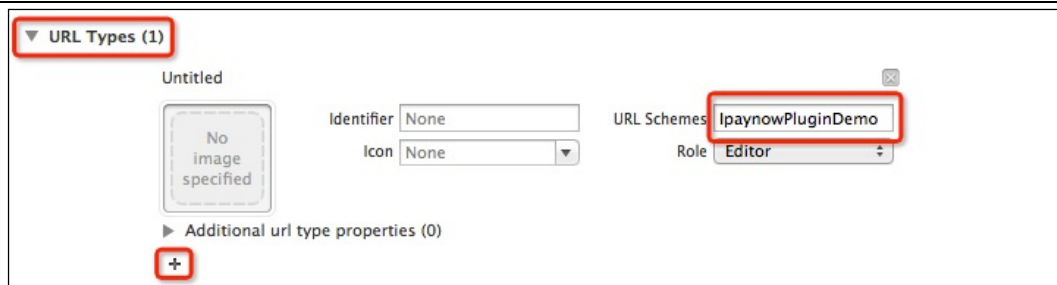 URL Types (1)
Untitled
No image specified
Identifier None
URL Schemes IpaynowPluginDemo
Icon None
Role Editor
Additional url type properties (0)